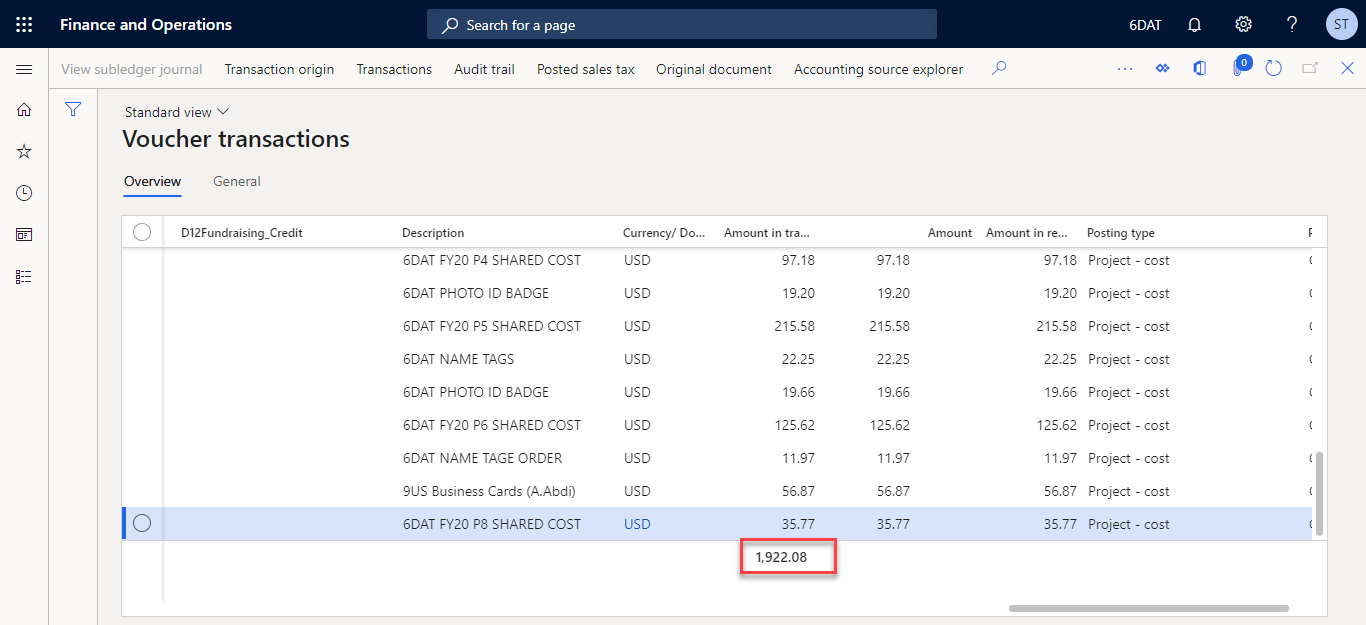 Finance and Operations
Search for a page
6DAT
?
ST
View subledger journal Transaction origin Transactions Audit trail Posted sales tax Original document Accounting source explorer ... 0
Standard view
Voucher transactions
Overview General
D12Fundraising_Credit Description Currency/ Do... Amount in tra... Amount Amount in re... Posting type
6DAT FY20 P4 SHARED COST USD 97.18 97.18 97.18 Project - cost
6DAT PHOTO ID BADGE USD 19.20 19.20 19.20 Project - cost
6DAT FY20 P5 SHARED COST USD 215.58 215.58 215.58 Project - cost
6DAT NAME TAGS USD 22.25 22.25 22.25 Project - cost
6DAT PHOTO ID BADGE USD 19.66 19.66 19.66 Project - cost
6DAT FY20 P6 SHARED COST USD 125.62 125.62 125.62 Project - cost
6DAT NAME TAGE ORDER USD 11.97 11.97 11.97 Project - cost
9US Business Cards (A.Abdi) USD 56.87 56.87 56.87 Project - cost
6DAT FY20 P8 SHARED COST USD 35.77 35.77 35.77 Project - cost
1,922.08